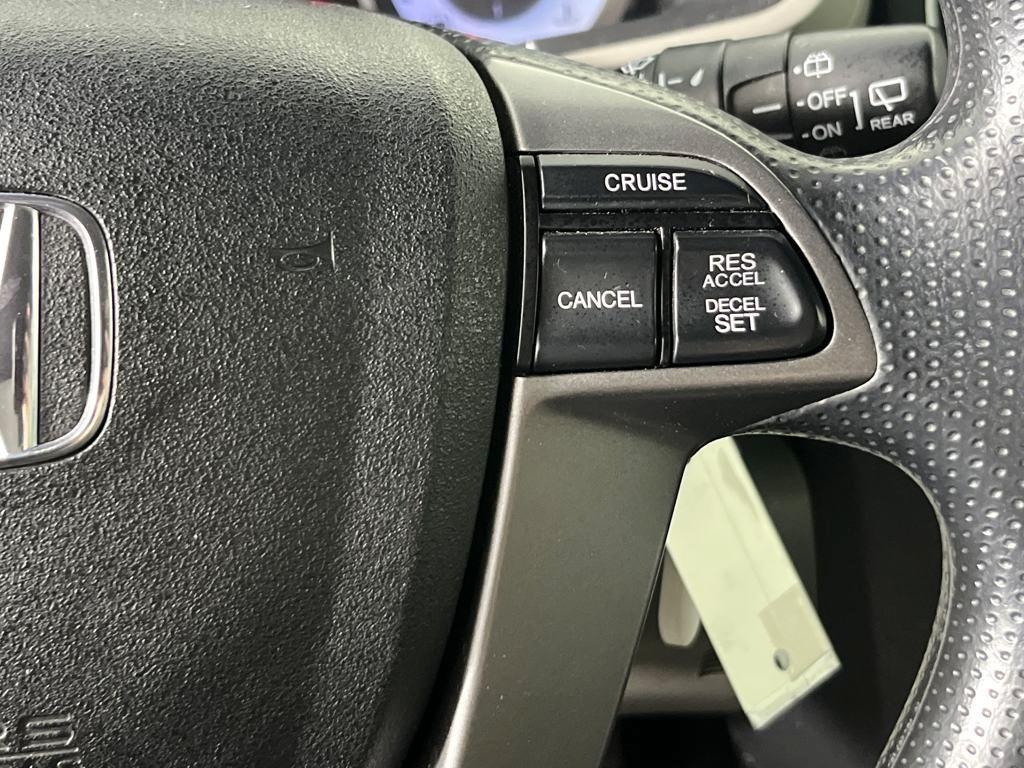 OFF
ON
REAR
CRUISE
CANCEL
RES
ACCEL
DECEL
SET